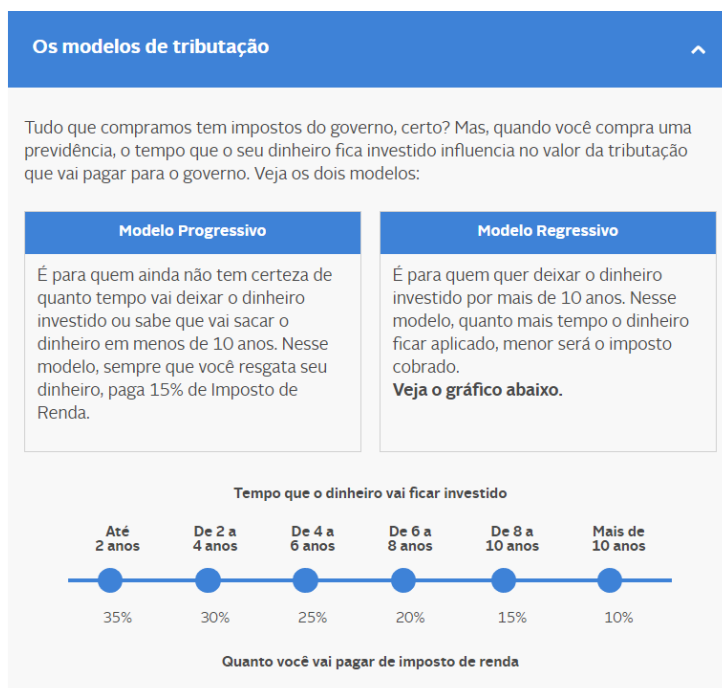 Os modelos de tributação
Tudo que compramos tem impostos do governo, certo? Mas, quando você compra uma
previdência, o tempo que o seu dinheiro fica investido influencia no valor da tributação
que vai pagar para o governo. Veja os dois modelos:
Modelo Progressivo
É para quem ainda não tem certeza de
quanto tempo vai deixar o dinheiro
investido ou sabe que vai sacar o
dinheiro em menos de 10 anos. Nesse
modelo, sempre que você resgata seu
dinheiro, paga 15% de Imposto de
Renda.
Modelo Regressivo
É para quem quer deixar o dinheiro
investido por mais de 10 anos. Nesse
modelo, quanto mais tempo o dinheiro
ficar aplicado, menor será o imposto
cobrado.
Veja o gráfico abaixo.
Tempo que o dinheiro vai ficar investido
Até
2 anos
De 2 a
4 anos
De 4 a
6 anos
De 6 a
8 anos
De 8 a
10 anos
Mais de
10 anos
35% 30% 25% 20% 15% 10%
Quanto você vai pagar de imposto de renda